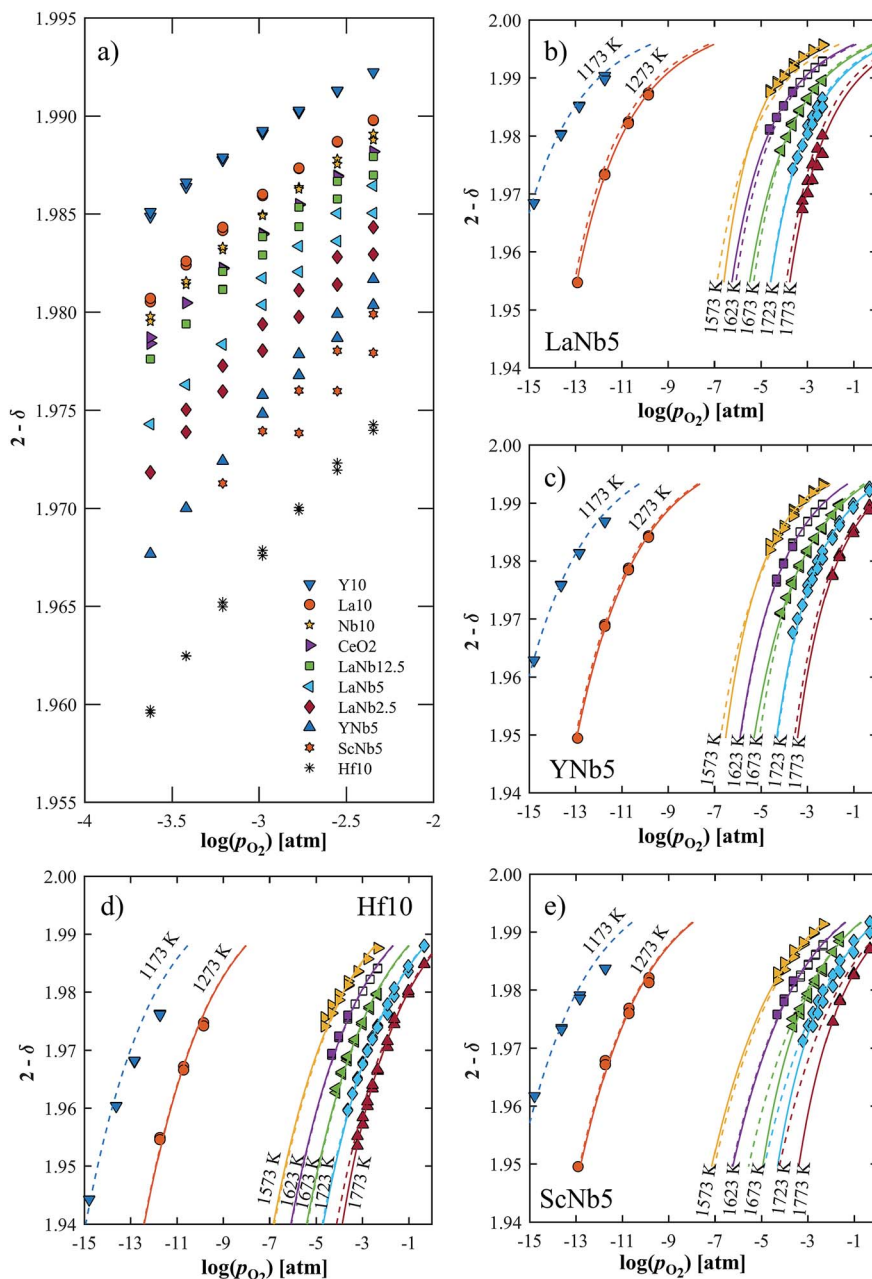 a)
1.995
1.990
1.985
1.980
1.975
1.970
1.965
1.960
1.955
2 - δ
-4
-3.5
-3
-2.5
-2
log(pO2) [atm]
Y10
La10
Nb10
CeO2
LaNb12.5
LaNb5
LaNb2.5
YNb5
ScNb5
Hf10
b)
2.00
1.99
1.98
1.97
1.96
1.95
1.94
2 - δ
1173 K
1273 K
1573 K
1623 K
1673 K
1723 K
1773 K
LaNb5
-15
-13
-11
-9
-7
-5
-3
-1
log(pO2) [atm]
c)
2.00
1.99
1.98
1.97
1.96
1.95
1.94
2 - δ
1173 K
1273 K
1573 K
1623 K
1673 K
1723 K
1773 K
YNb5
-15
-13
-11
-9
-7
-5
-3
-1
log(pO2) [atm]
d)
Hf10
2.00
1.99
1.98
1.97
1.96
1.95
1.94
2 - δ
1173 K
1273 K
1573 K
1623 K
1673 K
1723 K
1773 K
-15
-13
-11
-9
-7
-5
-3
-1
log(pO2) [atm]
e)
2.00
1.99
1.98
1.97
1.96
1.95
1.94
2 - δ
1173 K
1273 K
1573 K
1623 K
1673 K
1723 K
1773 K
ScNb5
-15
-13
-11
-9
-7
-5
-3
-1
log(pO2) [atm]